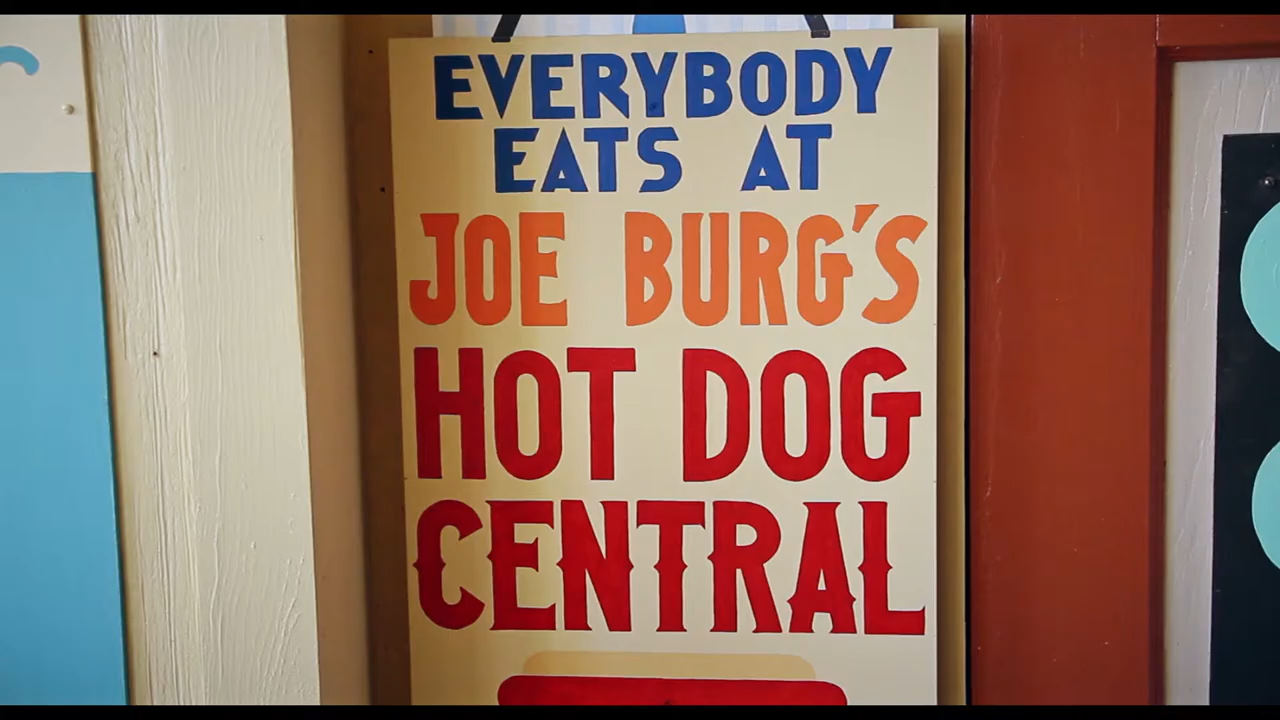 EVERYBODY
EATS AT
JOE BURG'S
HOT DOG
CENTRAL